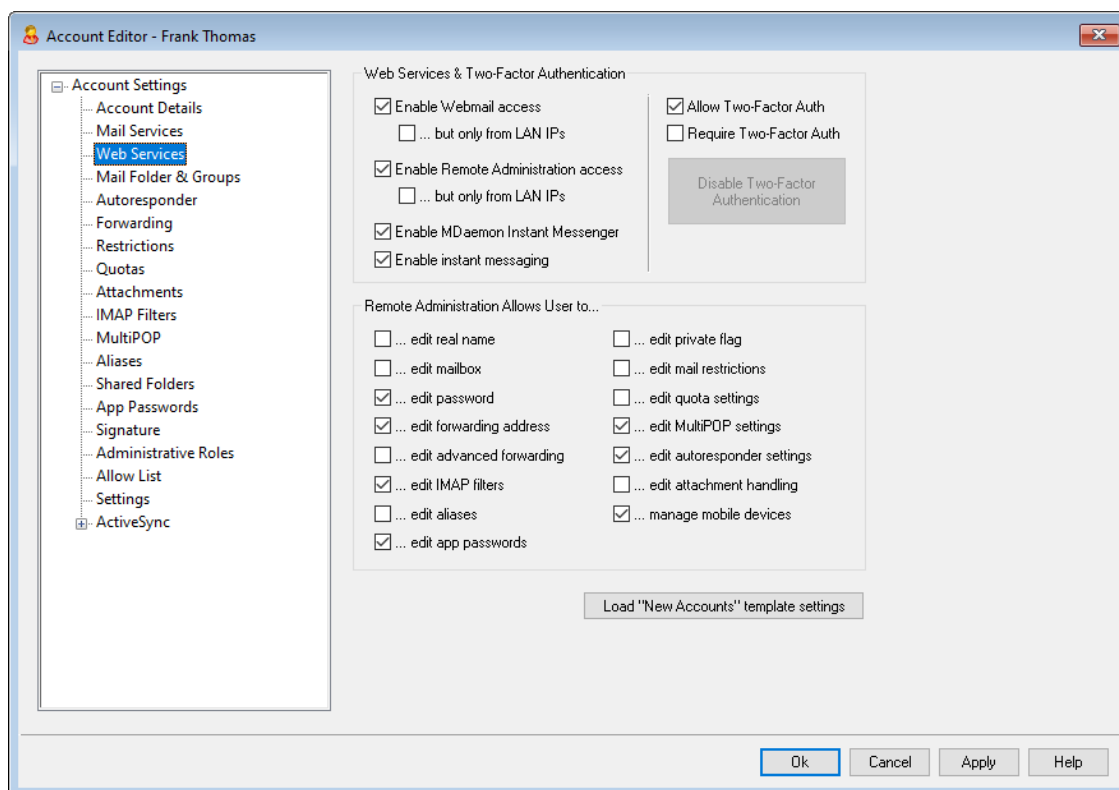 Account Editor - Frank Thomas
Account Settings
Account Details
Mail Services
Web Services
Mail Folder & Groups
Autoresponder
Forwarding
Restrictions
Quotas
Attachments
IMAP Filters
MultiPOP
Aliases
Shared Folders
App Passwords
Signature
Administrative Roles
Allow List
Settings
ActiveSync
Web Services & Two-Factor Authentication
Enable Webmail access
... but only from LAN IPs
Enable Remote Administration access
... but only from LAN IPs
Enable MDaemon Instant Messenger
Enable instant messaging
Allow Two-Factor Auth
Require Two-Factor Auth
Disable Two-Factor
Authentication
Remote Administration Allows User to...
... edit real name
... edit mailbox
... edit password
... edit forwarding address
... edit advanced forwarding
... edit IMAP filters
... edit aliases
... edit app passwords
... edit private flag
... edit mail restrictions
... edit quota settings
... edit MultiPOP settings
... edit autoresponder settings
... edit attachment handling
... manage mobile devices
Load "New Accounts" template settings
Ok
Cancel
Apply
Help